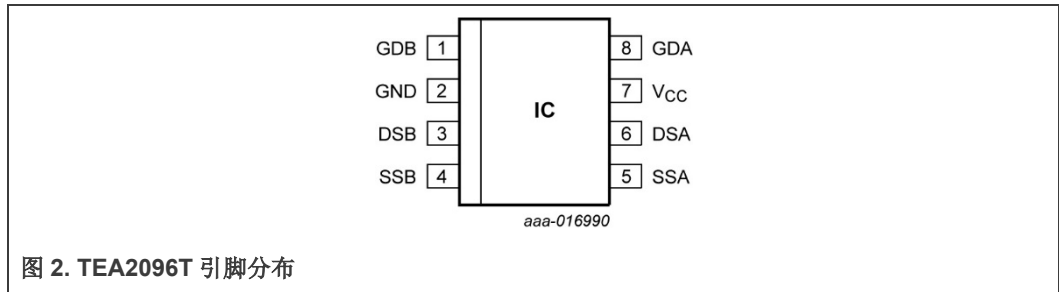 GDB 1 8 GDA
GND 2 7 VCC
IC
DSB 3 6 DSA
SSB 4 5 SSA
aaa-016990
图 2. TEA2096T 引脚分布